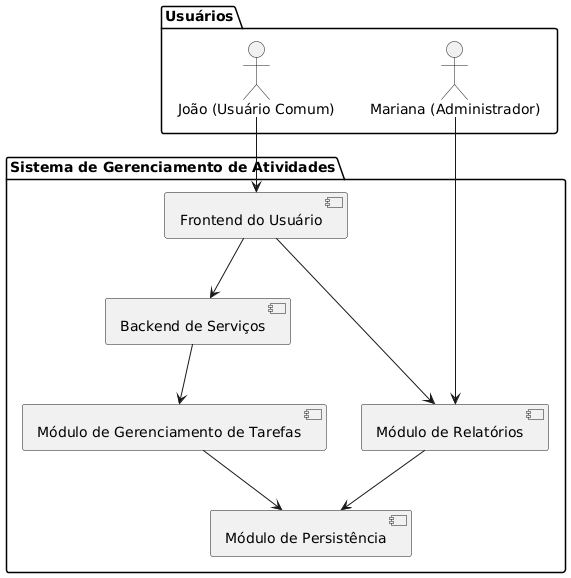 Usuários
João (Usuário Comum)
Mariana (Administrador)
Sistema de Gerenciamento de Atividades
Frontend do Usuário
Backend de Serviços
Módulo de Gerenciamento de Tarefas
Módulo de Relatórios
Módulo de Persistência